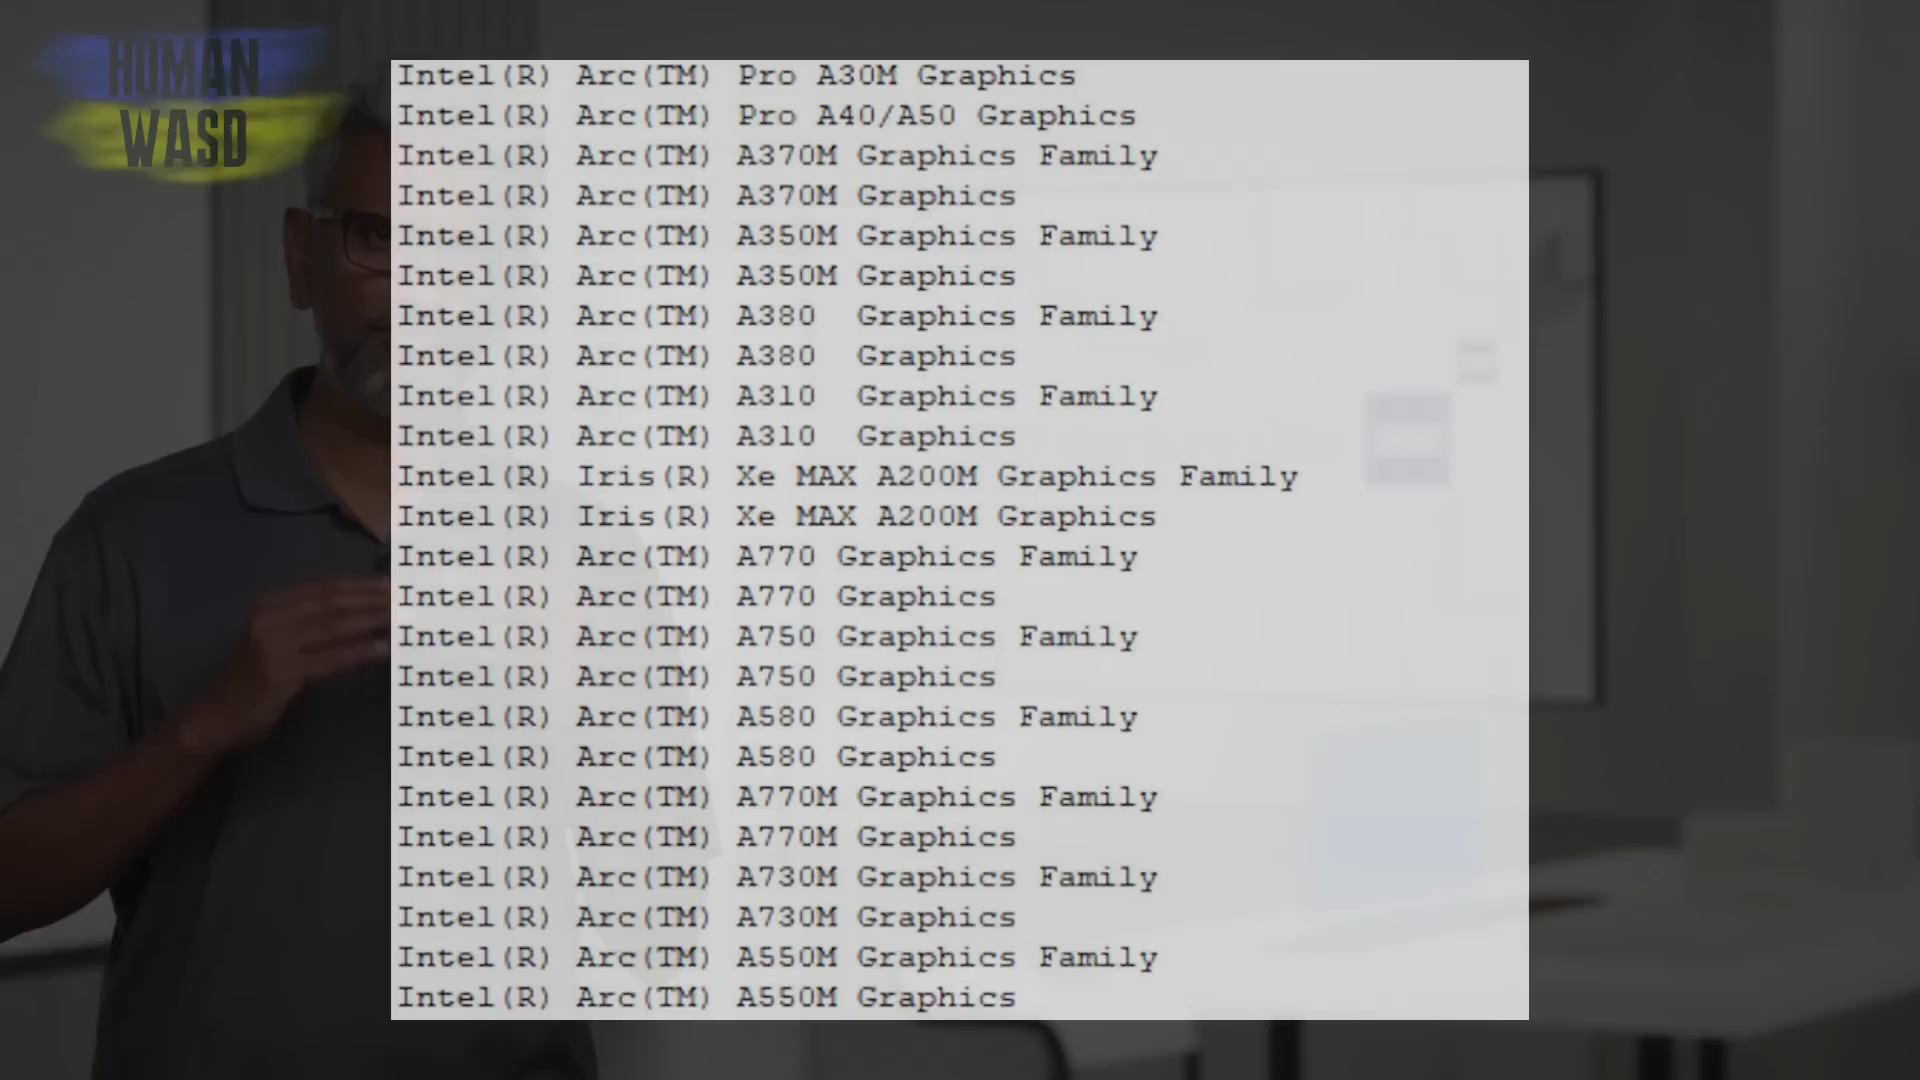 HUMAN
WASD
Intel(R) Arc(TM) Pro A30M Graphics
Intel(R) Arc(TM) Pro A40/A50 Graphics
Intel(R) Arc(TM) A370M Graphics Family
Intel(R) Arc(TM) A370M Graphics
Intel(R) Arc(TM) A350M Graphics Family
Intel(R) Arc(TM) A350M Graphics
Intel(R) Arc(TM) A380  Graphics Family
Intel(R) Arc(TM) A380  Graphics
Intel(R) Arc(TM) A310  Graphics Family
Intel(R) Arc(TM) A310  Graphics
Intel(R) Iris(R) Xe MAX A200M Graphics Family
Intel(R) Iris(R) Xe MAX A200M Graphics
Intel(R) Arc(TM) A770 Graphics Family
Intel(R) Arc(TM) A770 Graphics
Intel(R) Arc(TM) A750 Graphics Family
Intel(R) Arc(TM) A750 Graphics
Intel(R) Arc(TM) A580 Graphics Family
Intel(R) Arc(TM) A580 Graphics
Intel(R) Arc(TM) A770M Graphics Family
Intel(R) Arc(TM) A770M Graphics
Intel(R) Arc(TM) A730M Graphics Family
Intel(R) Arc(TM) A730M Graphics
Intel(R) Arc(TM) A550M Graphics Family
Intel(R) Arc(TM) A550M Graphics